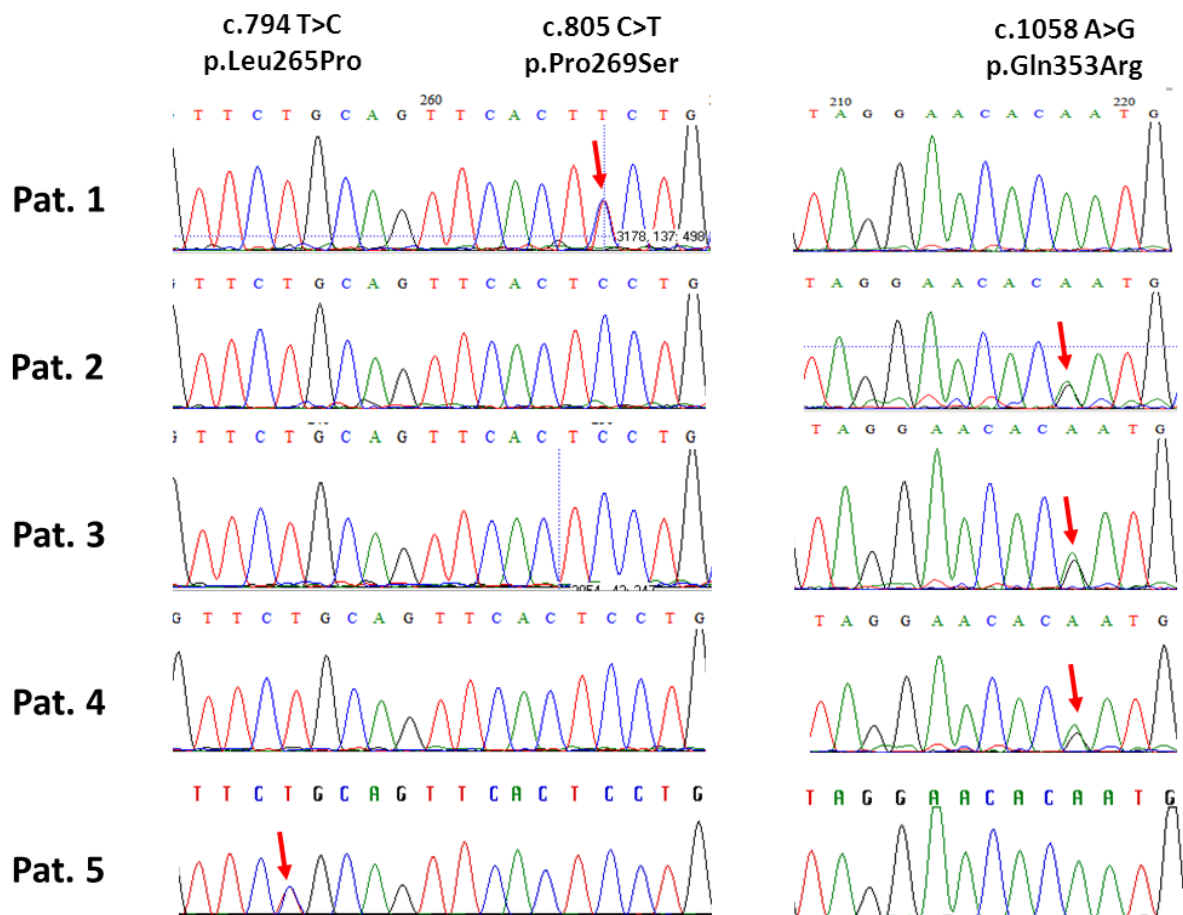 c.794 T>C
p.Leu265Pro
c.805 C>T
p.Pro269Ser
c.1058 A>G
p.Gln353Arg
260
T T C T G C A G T T C A C T T C T G
210 220
T A G G A A C A C A A T G
Pat. 1
3178, 137: 498
T T C T G C A G T T C A C T C C T G
T A G G A A C A C A A T G
Pat. 2
G T T C T G C A G T T C A C T C C T G
T A G G A A C A C A A T G
Pat. 3
G T T C T G C A G T T C A C T C C T G
T A G G A A C A C A A T G
Pat. 4
T T C T G C A G T T C A C T C C T G
T A G G A A C A C A A T G
Pat. 5